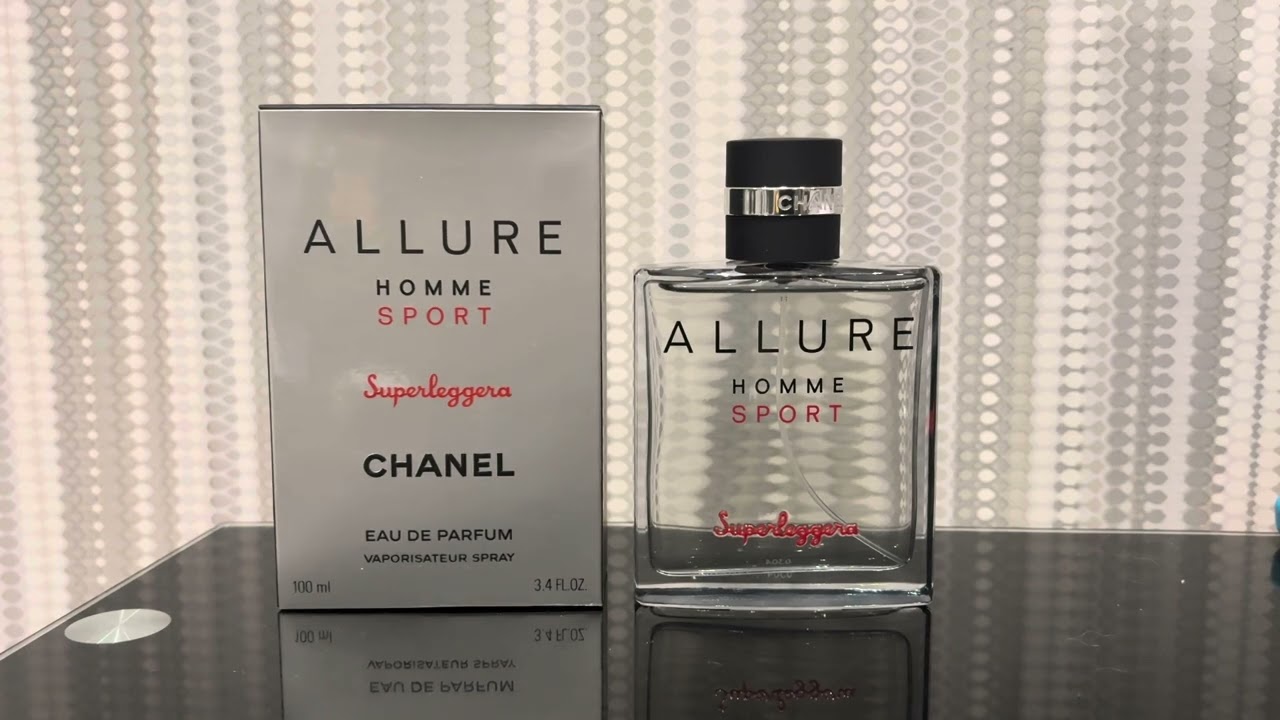 ALLURE
HOMME
SPORT
Superleggera
CHANEL
EAU DE PARFUM
VAPORISATEUR SPRAY
100 ml 3.4 FL.OZ.
CHAN
ALLURE
HOMME
SPORT
Superleggera